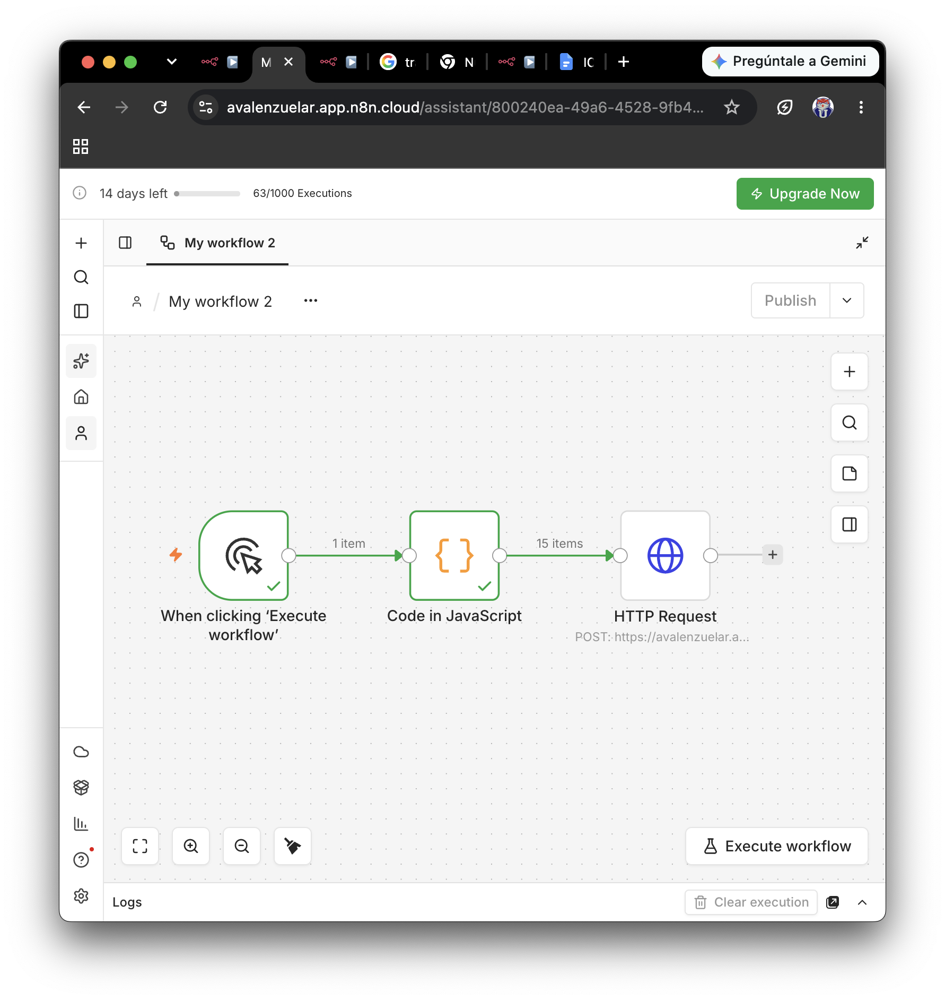 M
tr
N
IC
Pregúntale a Gemini
avalenzuelar.app.n8n.cloud/assistant/800240ea-49a6-4528-9fb4...
14 days left
63/1000 Executions
Upgrade Now
My workflow 2
My workflow 2
Publish
1 item
15 items
When clicking ‘Execute
workflow’
Code in JavaScript
HTTP Request
POST: https://avalenzuelar.a...
Execute workflow
Logs
Clear execution